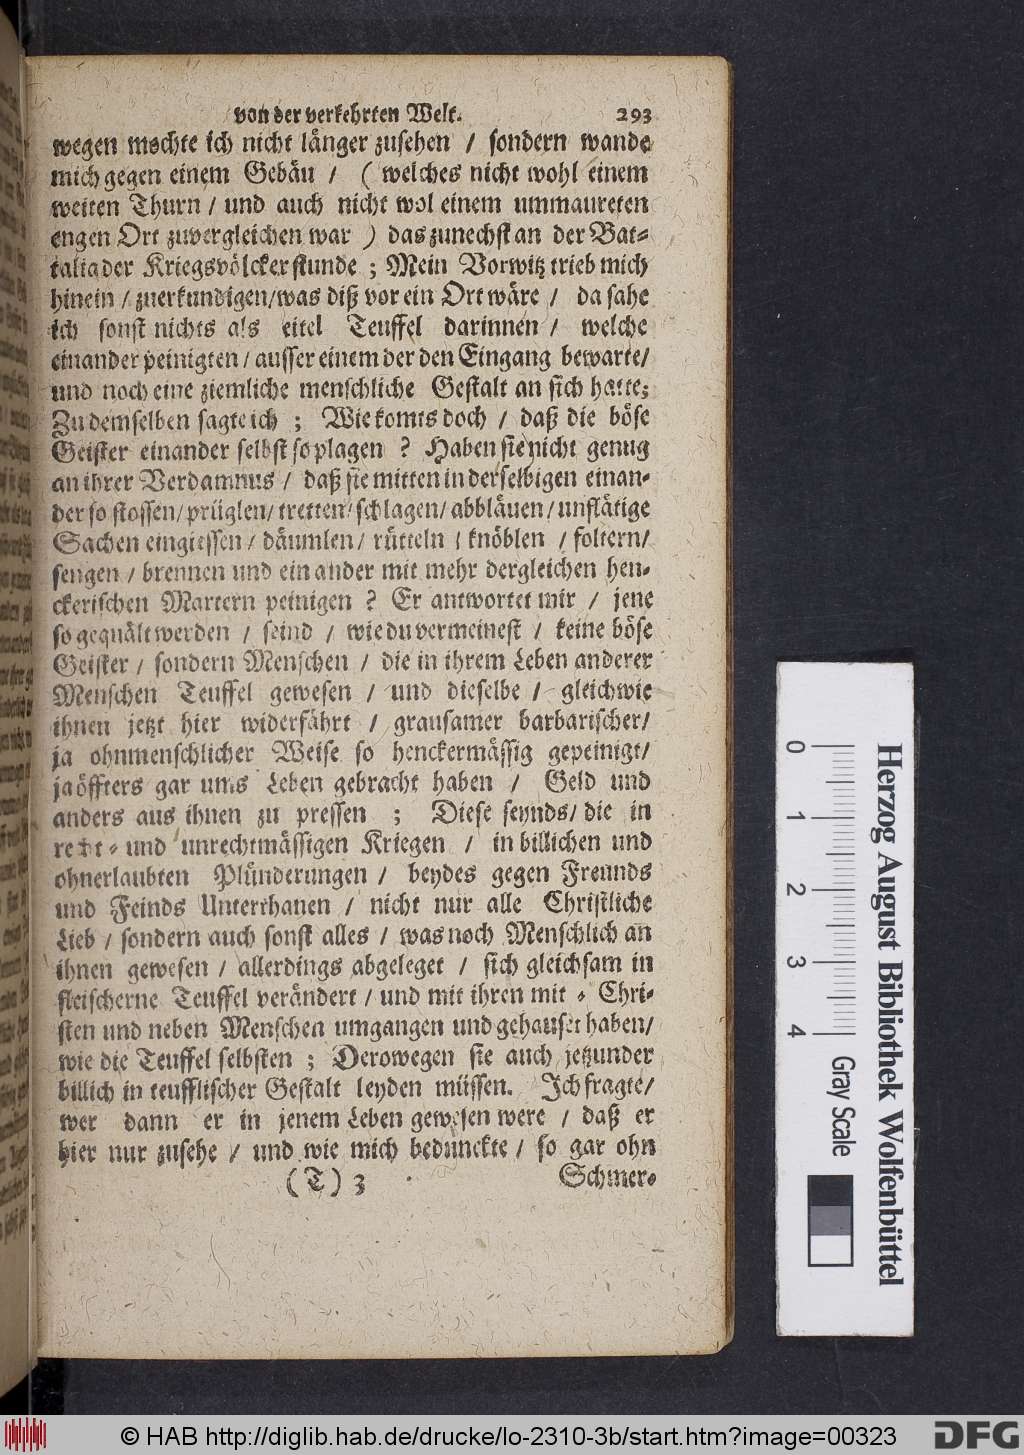 von der verkehrten Welt. 293
wegen mochte ich nicht länger zusehen / sondern wande
mich gegen einem Gebäu / ( welches nicht wohl einem
weiten Thurn / und auch nicht wol einem ummaureten
engen Ort zuvergleichen war ) das zunechst an der Bat-
talia der Kriegsvölcker stunde ; Mein Vorwitz trieb mich
hinein / zuerkundigen/was diß vor ein Ort wäre / da sahe
ich sonst nichts als eitel Teuffel darinnen / welche
einander peinigten / ausser einem der den Eingang bewarte/
und noch eine ziemliche menschliche Gestalt an sich hatte;
Zu demselben sagte ich ; Wie komts doch / daß die böse
Geister einander selbst so plagen ? Haben sie nicht genug
an ihrer Verdamnus / daß sie mitten in derselbigen einan-
der so stossen/ prüglen/ tretten/ schlagen/ abbläuen/ unflätige
Sachen eingiessen / däumlen / rütteln / knöblen / foltern/
sengen / brennen und ein ander mit mehr dergleichen hen-
ckerischen Martern peinigen ? Er antwortet mir / jene
so gequält werden / seind / wie du vermeinest / keine böse
Geister / sondern Menschen / die in ihrem Leben anderer
Menschen Teuffel gewesen / und dieselbe / gleichwie
ihnen jetzt hier widerfährt / grausamer barbarischer/
ja ohnmenschlicher Weise so henckermässig gepeinigt/
ja öffters gar ums Leben gebracht haben / Geld und
anders aus ihnen zu pressen ; Diese seynds/ die in
recht- und unrechtmässigen Kriegen / in billichen und
ohnerlaubten Plünderungen / beydes gegen Freunds
und Feinds Unterthanen / nicht nur alle Christliche
Lieb / sondern auch sonst alles / was noch Menschlich an
ihnen gewesen / allerdings abgeleget / sich gleichsam in
fleischerne Teuffel verändert / und mit ihren mit - Chri-
sten und neben Menschen umgangen und gehauset haben/
wie die Teuffel selbsten ; Derowegen sie auch jetzunder
billich in teufflischer Gestalt leyden müssen. Ich fragte/
wer dann er in jenem Leben gewesen were / daß er
hier nur zusehe / und wie mich bedunckte / so gar ohn
( T ) 3 Schmer-
Herzog August Bibliothek Wolfenbüttel
0 1 2 3 4 Gray Scale
© HAB http://diglib.hab.de/drucke/lo-2310-3b/start.htm?image=00323
DFG